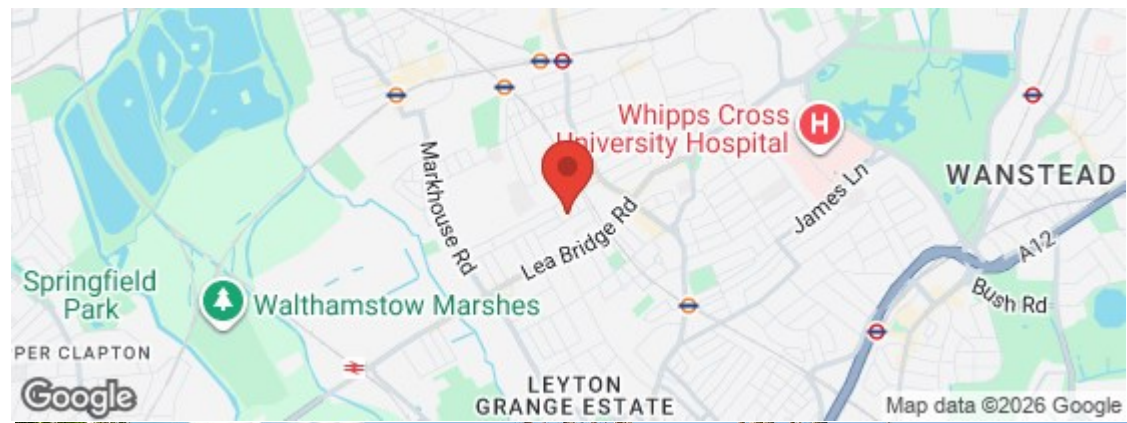 Whipps Cross
University Hospital
H
WANSTEAD
Markhouse Rd
James Ln
Lea Bridge Rd
A12
Springfield
Park
Walthamstow Marshes
Bush Rd
PER CLAPTON
LEYTON
GRANGE ESTATE
Google
Map data ©2026 Google